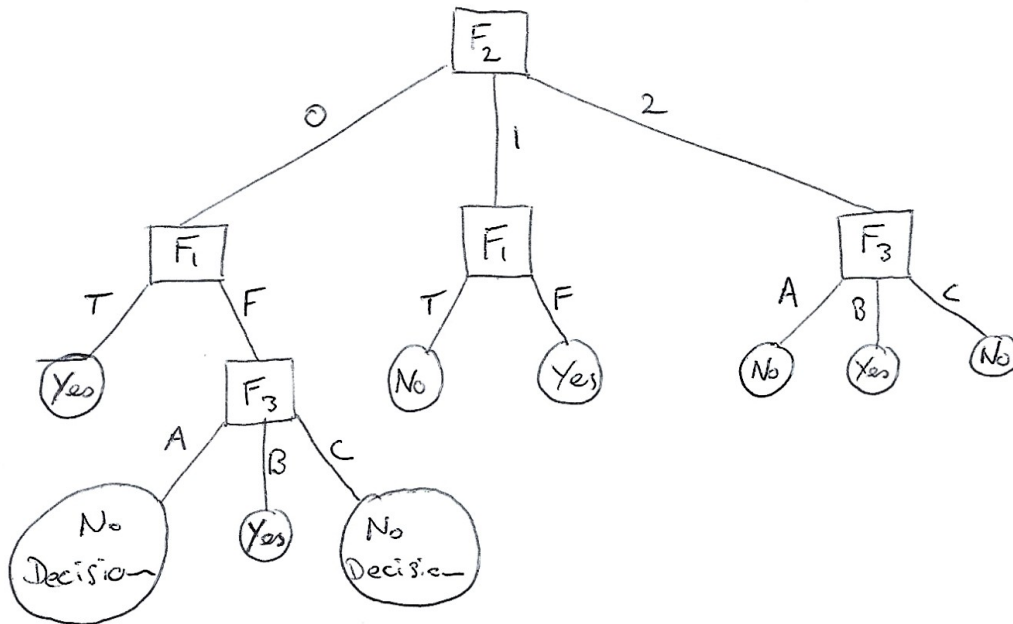 F2
0
1
2
F1
F1
F3
T
F
T
F
A
B
C
Yes
F3
No
Yes
No
Yes
No
A
B
C
No
Decision
Yes
No
Decision